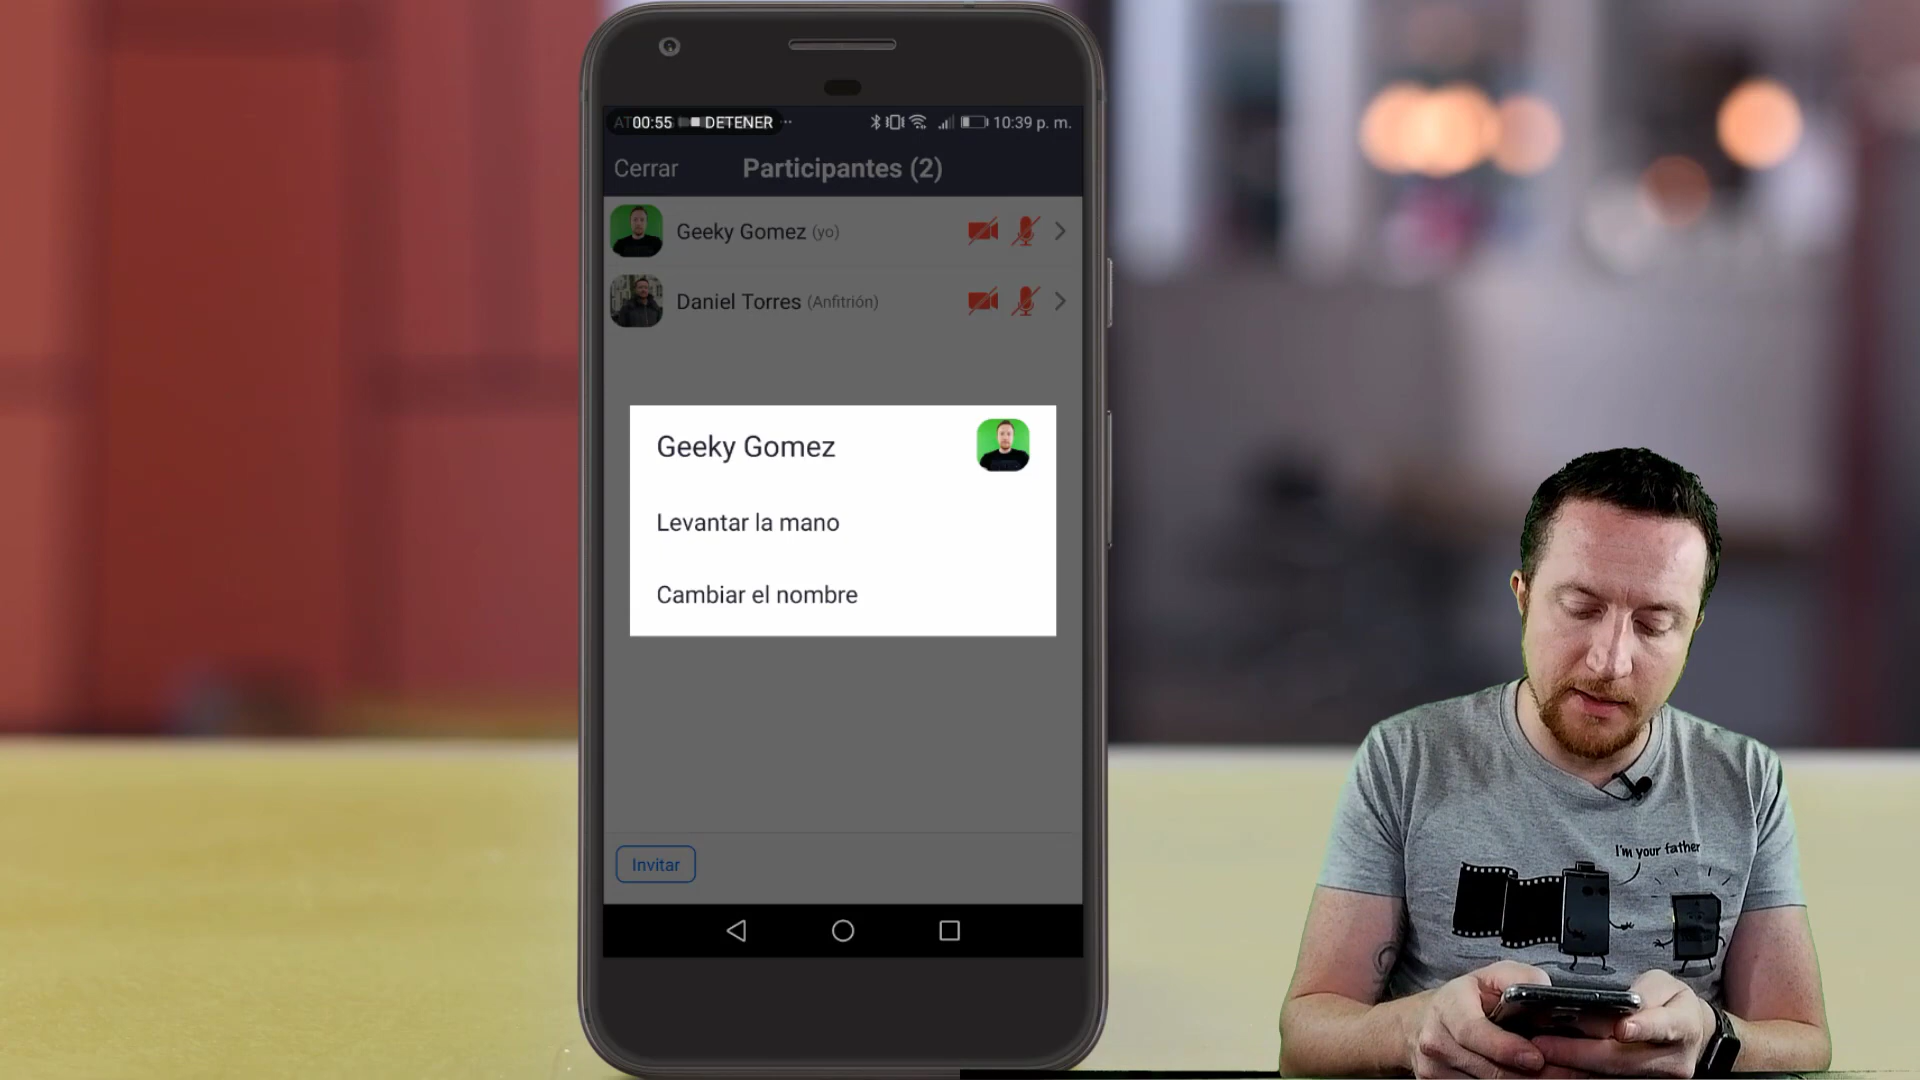 00:55 DETENER ... 10:39 p. m.
Cerrar Participantes (2)
Geeky Gomez (yo)
Daniel Torres (Anfitrión)
Geeky Gomez
Levantar la mano
Cambiar el nombre
Invitar
I'm your father